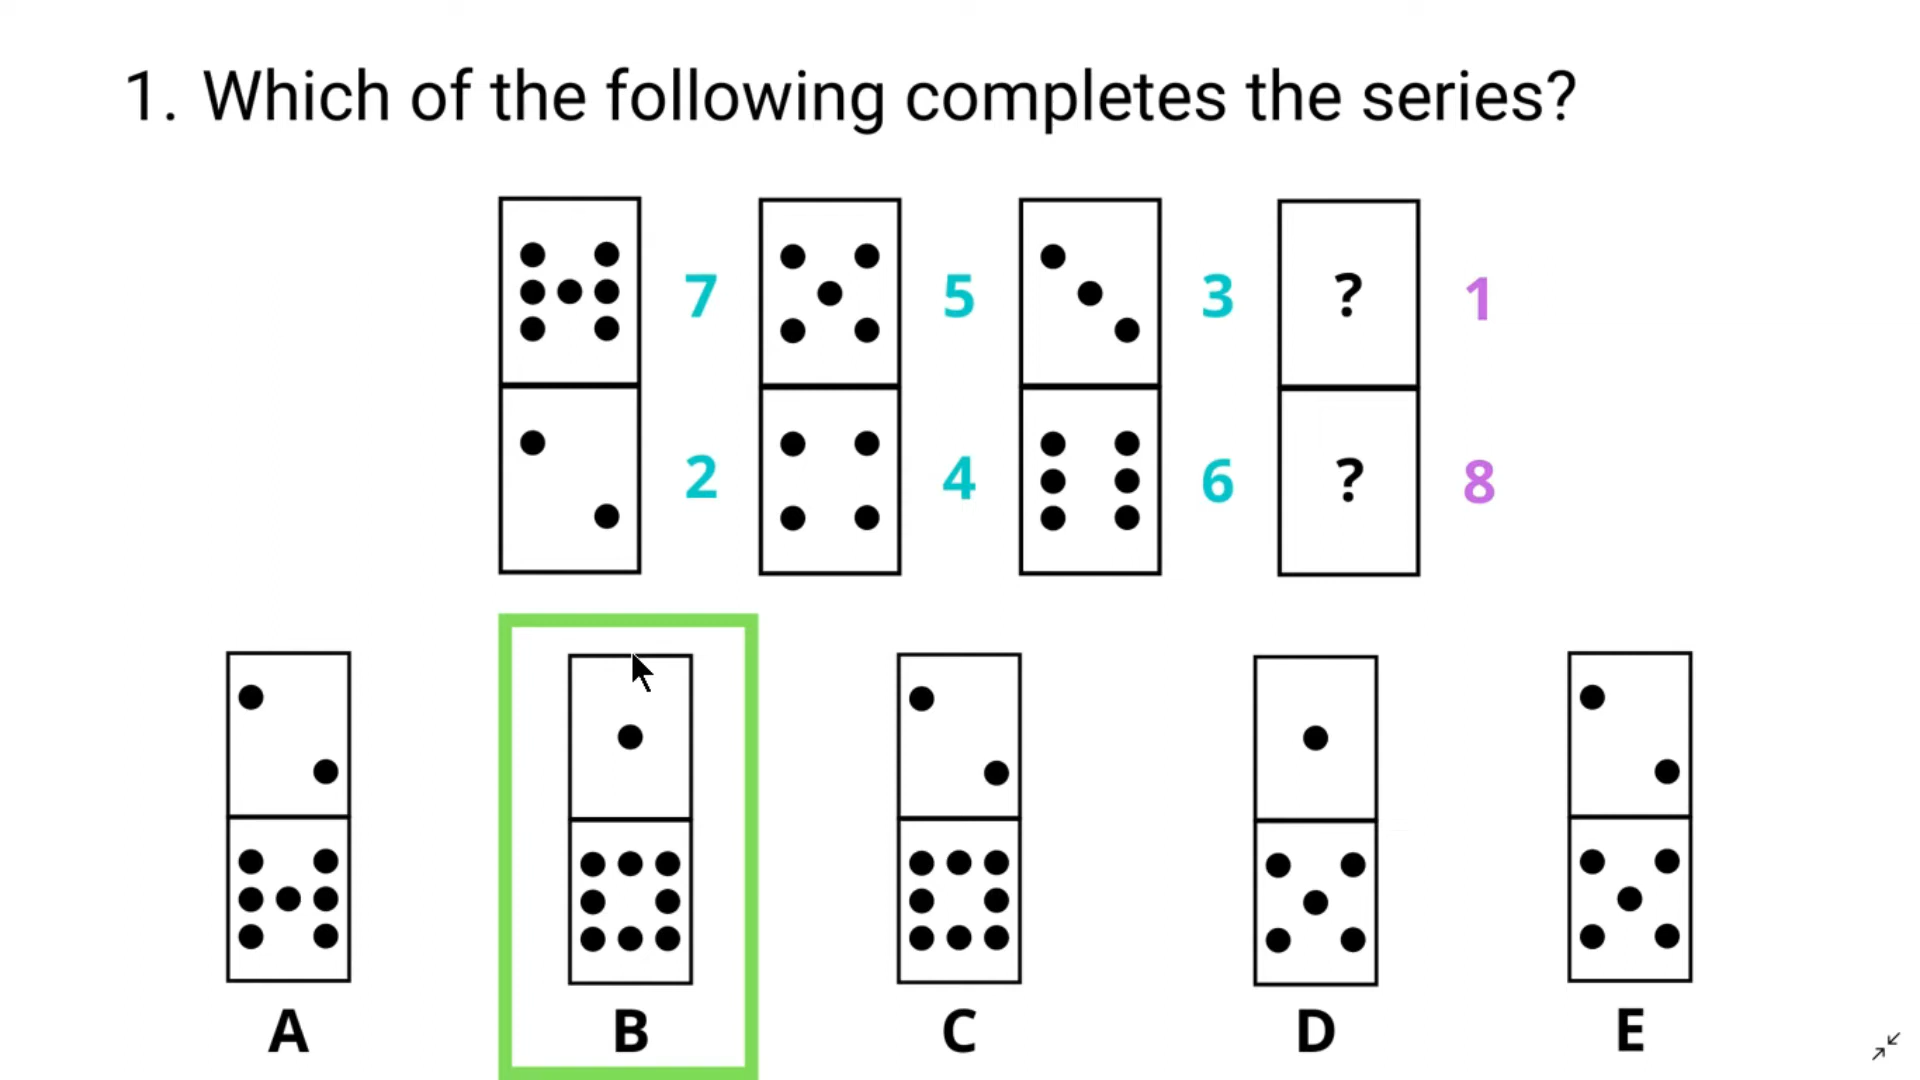 1. Which of the following completes the series?
7 5 3 ? 1
2 4 6 ? 8
A B C D E